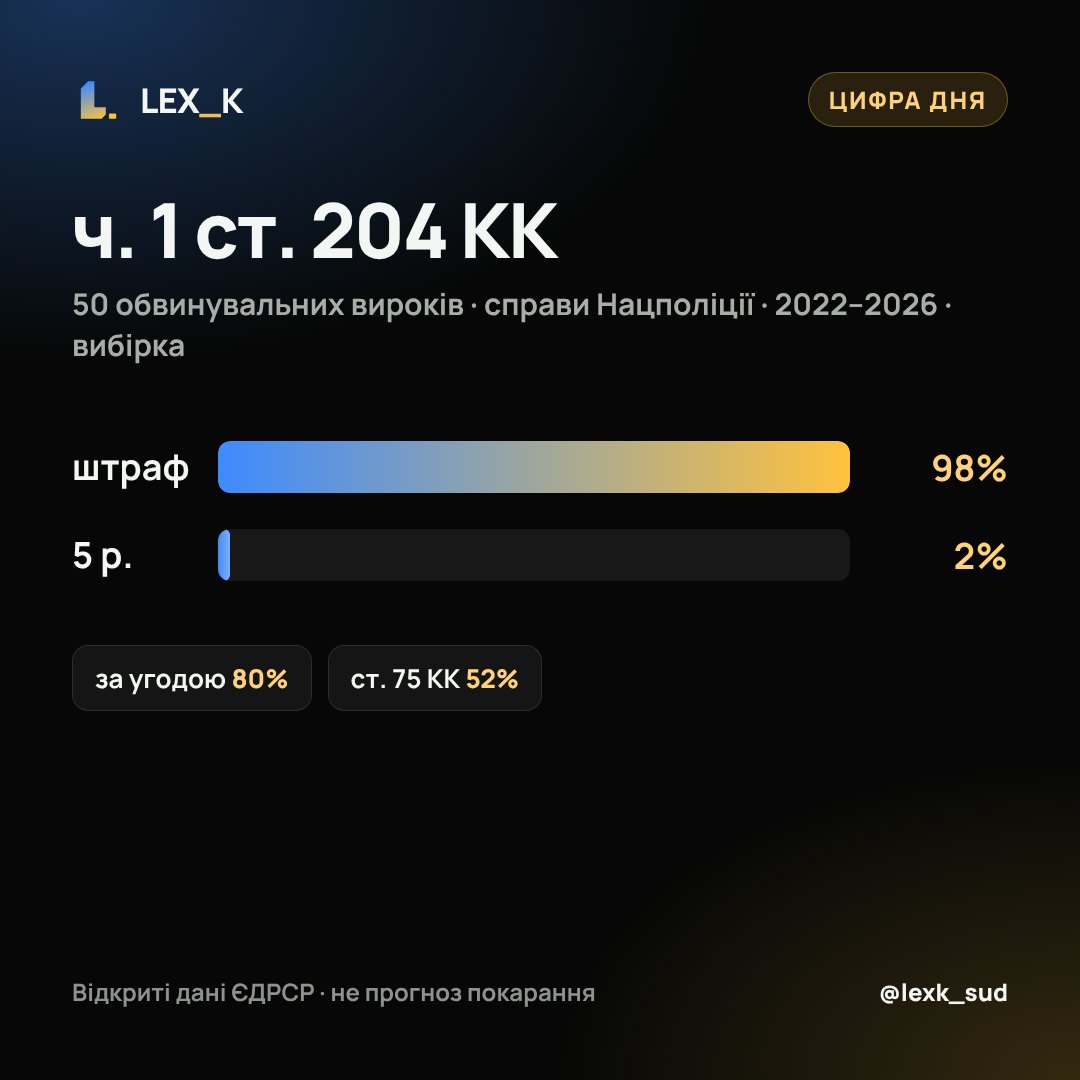 L. LEX_K
ЦИФРА ДНЯ
ч. 1 ст. 204 КК
50 обвинувальних вироків · справи Нацполіції · 2022–2026 ·
вибірка
штраф 98%
5 р. 2%
за угодою 80% ст. 75 КК 52%
Відкриті дані ЄДРСР · не прогноз покарання
@lexk_sud